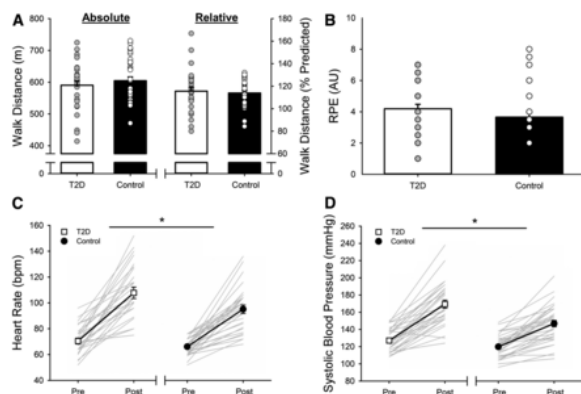 A
Absolute
Relative
Walk Distance (m)
800
700
600
500
400
0
T2D
Control
T2D
Control
180
160
140
120
100
80
60
0
Walk Distance (% Predicted)
B
RPE (AU)
10
8
6
4
2
0
T2D
Control
C
T2D
Control
*
Heart Rate (bpm)
160
140
120
100
80
60
40
Pre
Post
Pre
Post
D
T2D
Control
*
Systolic Blood Pressure (mmHg)
260
240
220
200
180
160
140
120
100
80
Pre
Post
Pre
Post